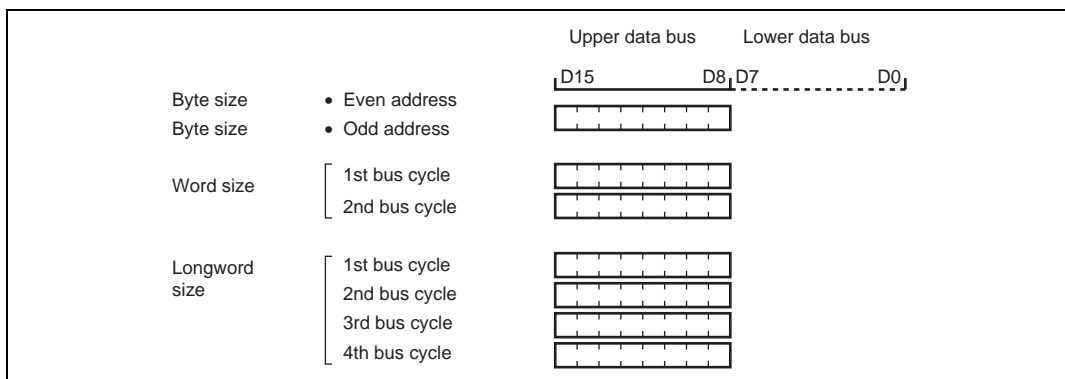 Upper data bus Lower data bus
D15 D8 D7 D0
Byte size • Even address
Byte size • Odd address
Word size
1st bus cycle
2nd bus cycle
Longword size
1st bus cycle
2nd bus cycle
3rd bus cycle
4th bus cycle